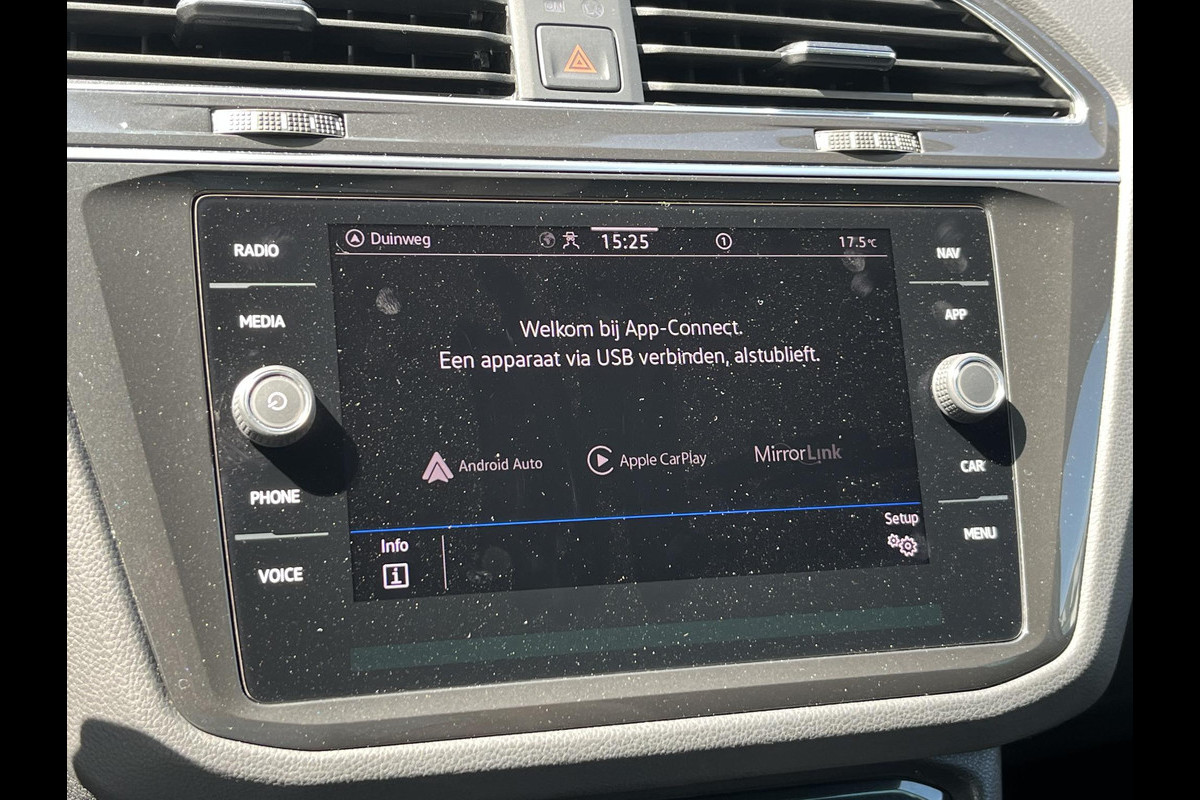 RADIO
MEDIA
PHONE
VOICE
Duinweg
15:25
1
17.5°C
Welkom bij App-Connect.
Een apparaat via USB verbinden, alstublieft.
Android Auto
Apple CarPlay
MirrorLink
Info
Setup
NAV
APP
CAR
MENU